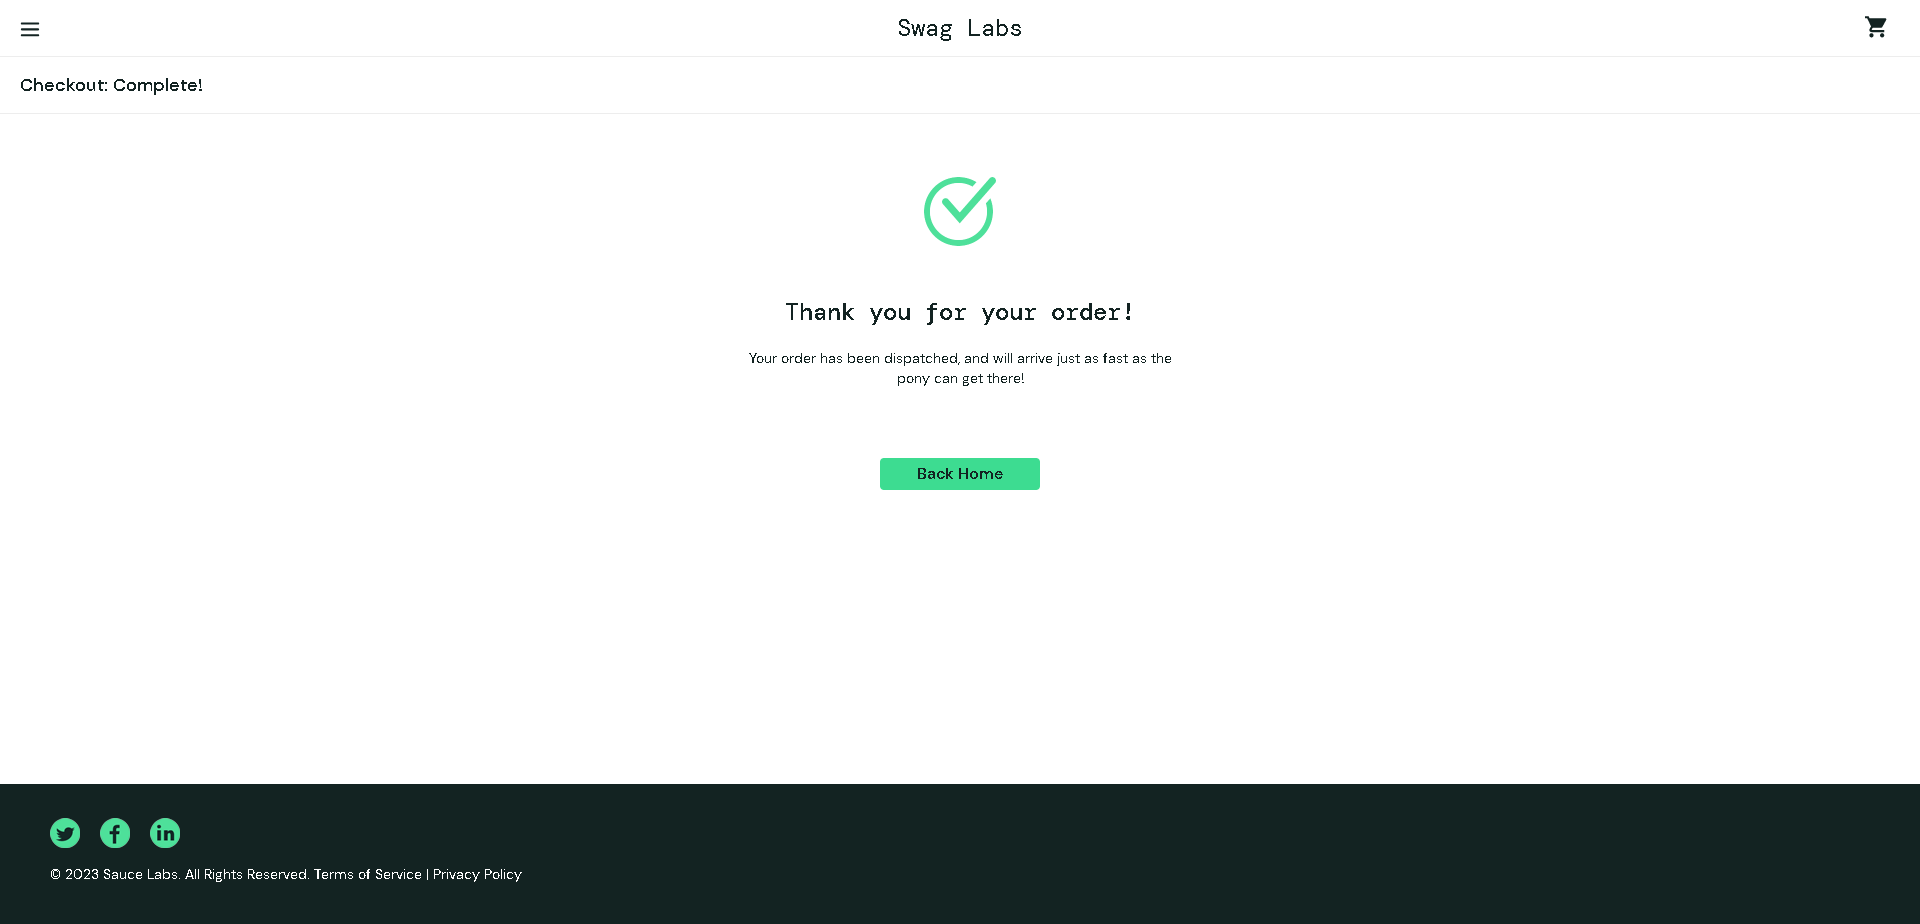 Swag Labs
Checkout: Complete!
Thank you for your order!
Your order has been dispatched, and will arrive just as fast as the
pony can get there!
Back Home
© 2023 Sauce Labs. All Rights Reserved. Terms of Service | Privacy Policy